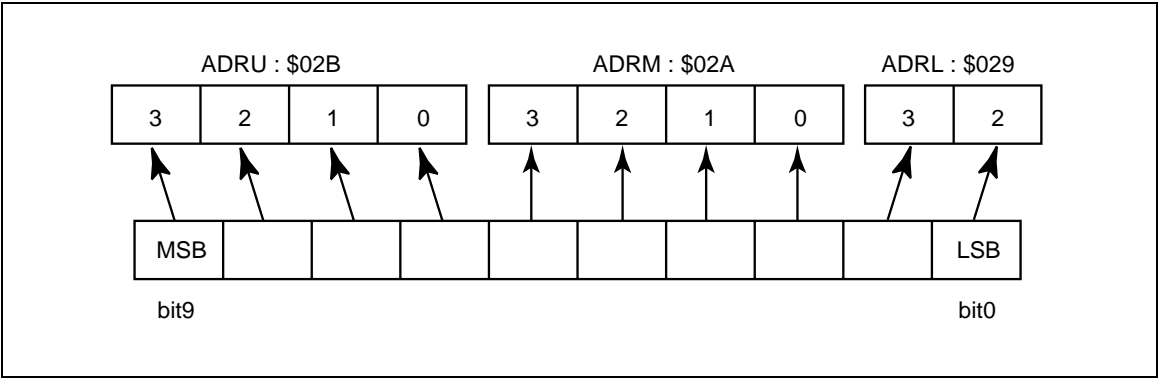 ADRU : $02B ADRM : $02A ADRL : $029
3 2 1 0 3 2 1 0 3 2
MSB LSB
bit9 bit0